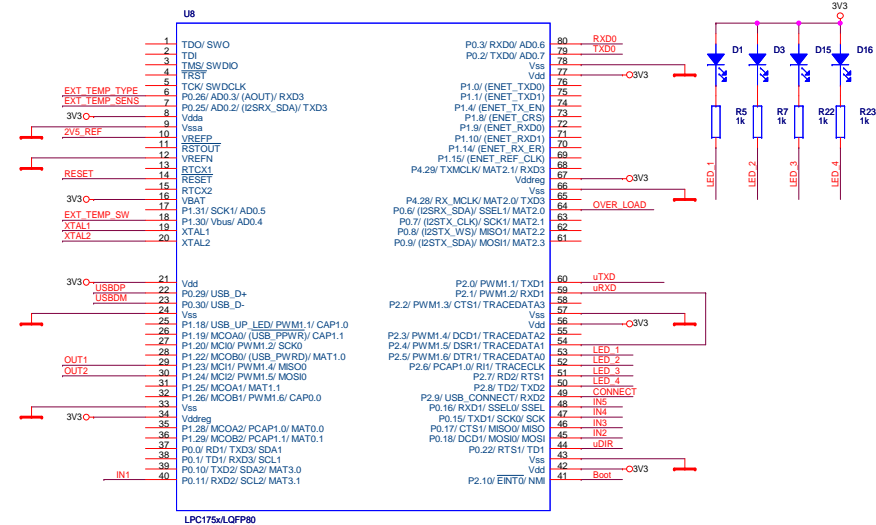 U8
3V3
1 TDO/ SWO P0.3/ RXD0/ AD0.6 80 RXD0
2 TDI P0.2/ TXD0/ AD0.7 79 TXD0
3 TMS/ SWDIO Vss 78
4 TRST Vdd 77 3V3
5 TCK/ SWDCLK P1.0/ (ENET_TXD0) 76
EXT_TEMP_TYPE 6 P0.26/ AD0.3/ (AOUT)/ RXD3 P1.1/ (ENET_TXD1) 75
EXT_TEMP_SENS 7 P0.25/ AD0.2/ (I2SRX_SDA)/ TXD3 P1.4/ (ENET_TX_EN) 74
3V3 8 Vdda P1.8/ (ENET_CRS) 73
9 Vssa P1.9/ (ENET_RXD0) 72
2V5_REF 10 VREFP P1.10/ (ENET_RXD1) 71
11 RSTOUT P1.14/ (ENET_RX_ER) 70
12 VREFN P1.15/ (ENET_REF_CLK) 69
13 RTCX1 P4.29/ TXMCLK/ MAT2.1/ RXD3 68
RESET 14 RESET Vddreg 67 3V3
15 RTCX2 Vss 66
3V3 16 VBAT P4.28/ RX_MCLK/ MAT2.0/ TXD3 65
17 P1.31/ SCK1/ AD0.5 P0.6/ (I2SRX_SDA)/ SSEL1/ MAT2.0 64 OVER_LOAD
EXT_TEMP_SW 18 P1.30/ Vbus/ AD0.4 P0.7/ (I2STX_CLK)/ SCK1/ MAT2.1 63
XTAL1 19 XTAL1 P0.8/ (I2STX_WS)/ MISO1/ MAT2.2 62
XTAL2 20 XTAL2 P0.9/ (I2STX_SDA)/ MOSI1/ MAT2.3 61
3V3 21 Vdd P2.0/ PWM1.1/ TXD1 60 uTXD
USBDP 22 P0.29/ USB_D+ P2.1/ PWM1.2/ RXD1 59 uRXD
USBDM 23 P0.30/ USB_D- P2.2/ PWM1.3/ CTS1/ TRACEDATA3 58
24 Vss Vss 57
25 P1.18/ USB_UP_LED/ PWM1.1/ CAP1.0 Vdd 56 3V3
26 P1.19/ MCOA0/ (USB_PPWR)/ CAP1.1 P2.3/ PWM1.4/ DCD1/ TRACEDATA2 55
27 P1.20/ MCI0/ PWM1.2/ SCK0 P2.4/ PWM1.5/ DSR1/ TRACEDATA1 54
28 P1.22/ MCOB0/ (USB_PWRD)/ MAT1.0 P2.5/ PWM1.6/ DTR1/ TRACEDATA0 53 LED_1
OUT1 29 P1.23/ MCI1/ PWM1.4/ MISO0 P2.6/ PCAP1.0/ RI1/ TRACECLK 52 LED_2
OUT2 30 P1.24/ MCI2/ PWM1.5/ MOSI0 P2.7/ RD2/ RTS1 51 LED_3
31 P1.25/ MCOA1/ MAT1.1 P2.8/ TD2/ TXD2 50 LED_4
32 P1.26/ MCOB1/ PWM1.6/ CAP0.0 P2.9/ USB_CONNECT/ RXD2 49 CONNECT
33 Vss P0.16/ RXD1/ SSEL0/ SSEL 48 IN5
3V3 34 Vddreg P0.15/ TXD1/ SCK0/ SCK 47 IN4
35 P1.28/ MCOA2/ PCAP1.0/ MAT0.0 P0.17/ CTS1/ MISO0/ MISO 46 IN3
36 P1.29/ MCOB2/ PCAP1.1/ MAT0.1 P0.18/ DCD1/ MOSI0/ MOSI 45 IN2
37 P0.0/ RD1/ TXD3/ SDA1 P0.22/ RTS1/ TD1 44 uDIR
38 P0.1/ TD1/ RXD3/ SCL1 Vss 43
39 P0.10/ TXD2/ SDA2/ MAT3.0 Vdd 42 3V3
IN1 40 P0.11/ RXD2/ SCL2/ MAT3.1 P2.10/ EINT0/ NMI 41 Boot
LPC175x/LQFP80
D1 D3 D15 D16
R5 R7 R22 R23
1k 1k 1k 1k
LED_1 LED_2 LED_3 LED_4